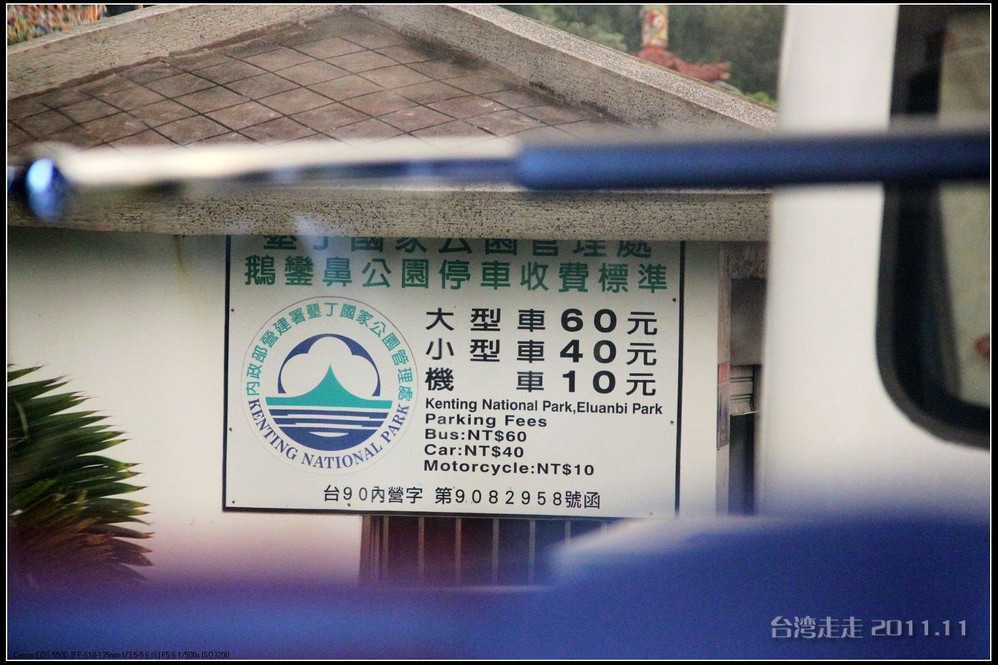 墾丁國家公園管理處
鵝鑾鼻公園停車收費標準
內政部營建署墾丁國家公園管理處
KENTING NATIONAL PARK
大型車60元
小型車40元
機車10元
Kenting National Park,Eluanbi Park
Parking Fees
Bus:NT$60
Car:NT$40
Motorcycle:NT$10
台90內營字 第9082958號函
台湾走走 2011.11